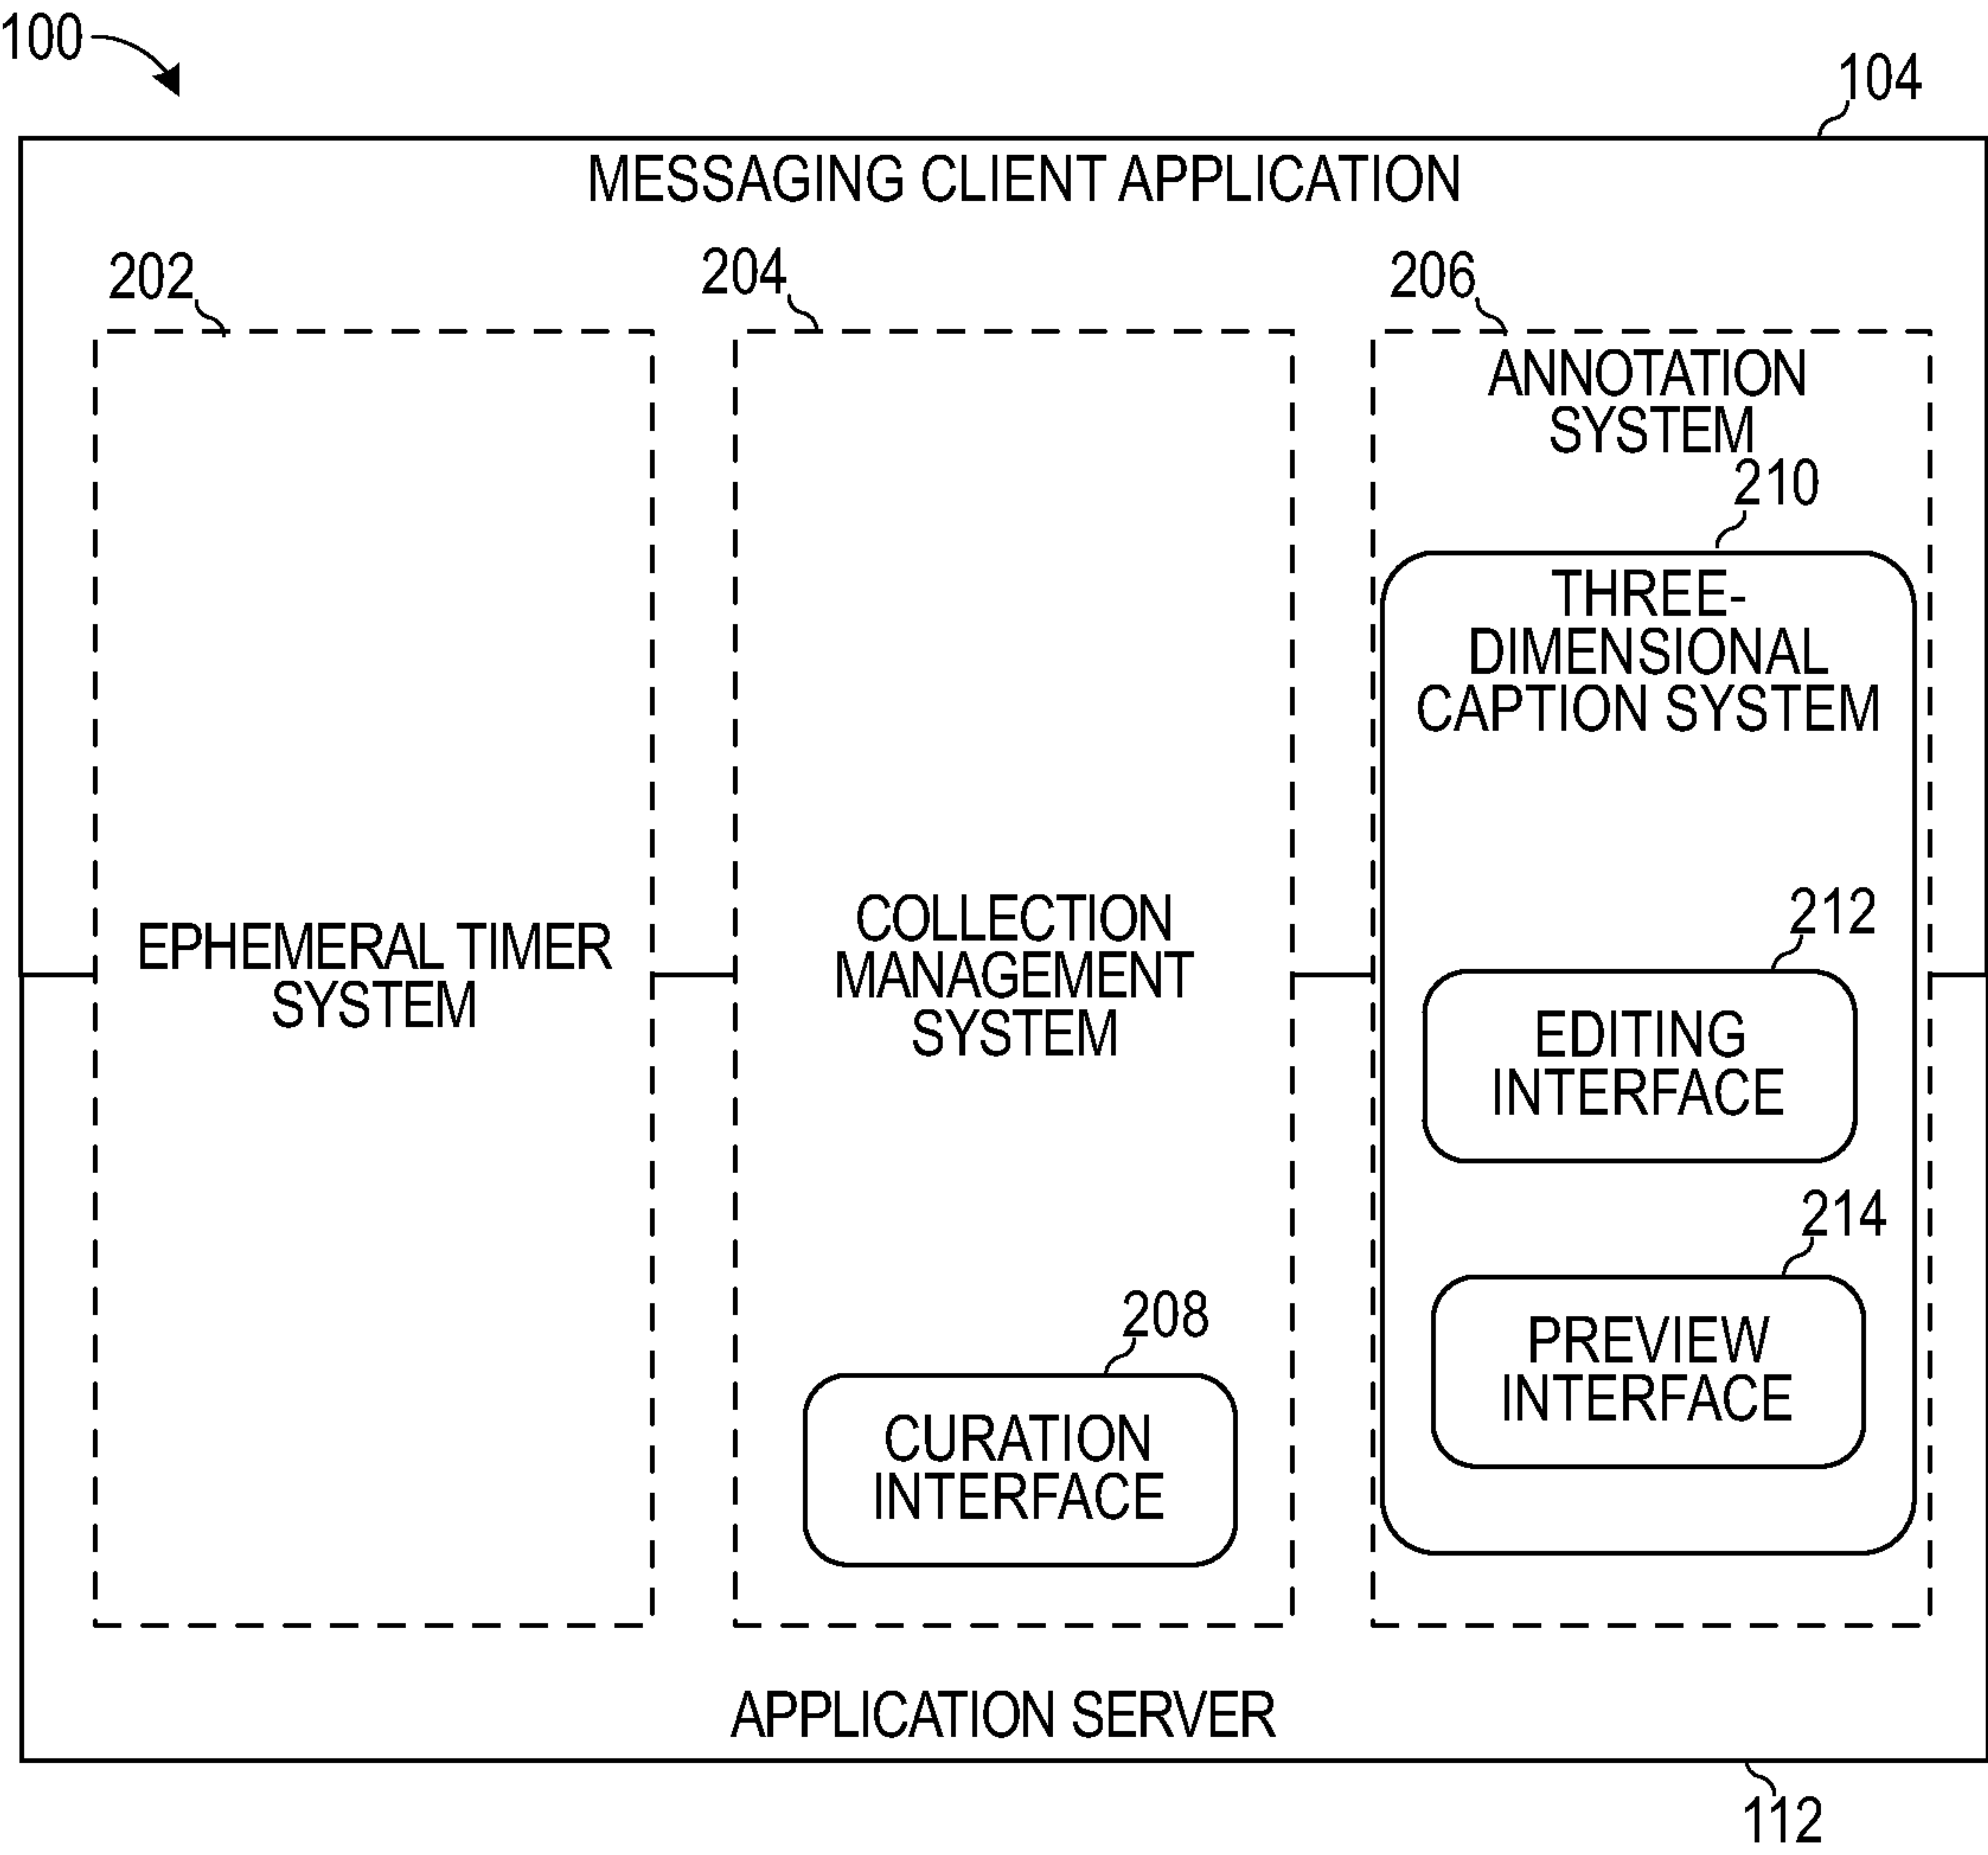 100
104
MESSAGING CLIENT APPLICATION
202
204
206
ANNOTATION
SYSTEM
210
THREE-
DIMENSIONAL
CAPTION SYSTEM
EPHEMERAL TIMER
SYSTEM
COLLECTION
MANAGEMENT
SYSTEM
212
EDITING
INTERFACE
214
PREVIEW
INTERFACE
208
CURATION
INTERFACE
APPLICATION SERVER
112